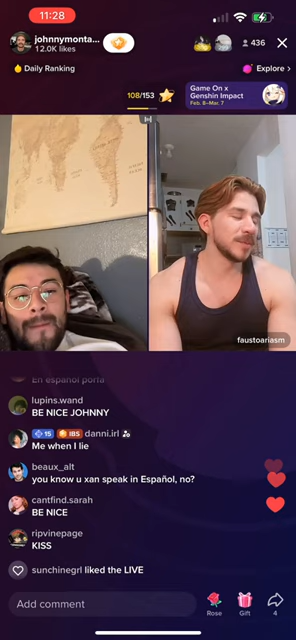 11:28
johnnymonta...
12.0K likes
436
Daily Ranking
Explore >
108/153
Game On x
Genshin Impact
Feb. 8–Mar. 7
faustoariasm
En español porfa
lupins.wand
BE NICE JOHNNY
15 IBS danni.irl
Me when I lie
beaux_alt
you know u xan speak in Español, no?
cantfind.sarah
BE NICE
ripvinepage
KISS
sunchinegrl liked the LIVE
Add comment
Rose
Gift
4